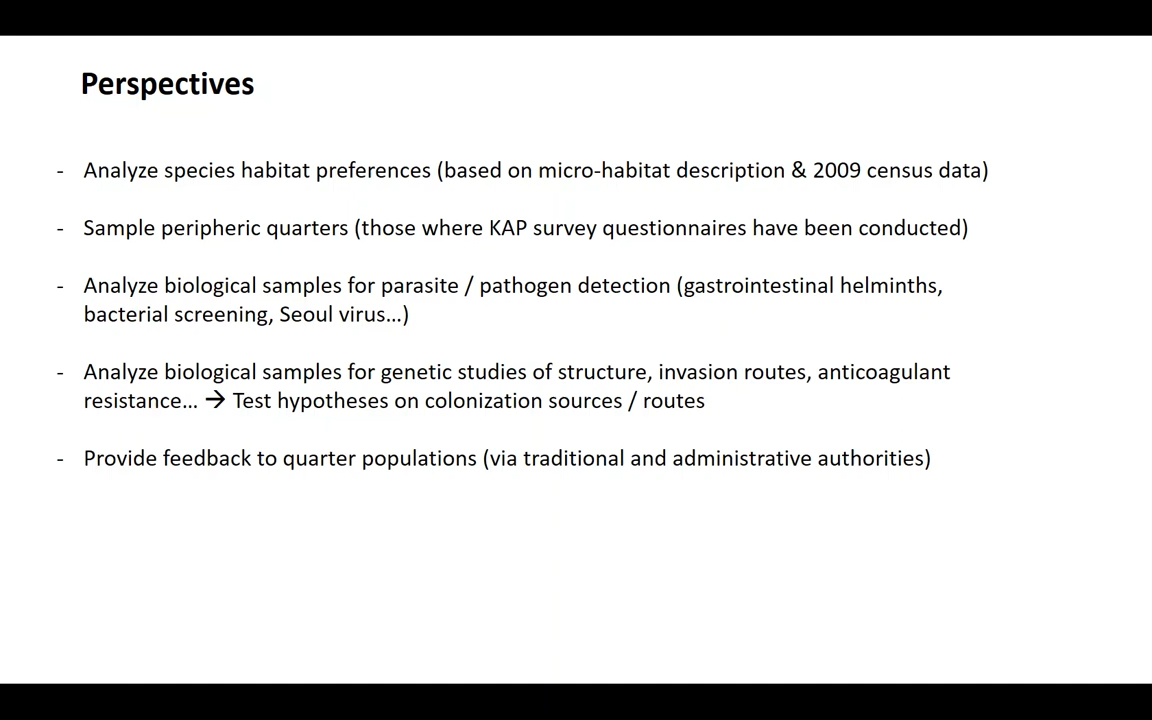 Perspectives
- Analyze species habitat preferences (based on micro-habitat description & 2009 census data)
- Sample peripheric quarters (those where KAP survey questionnaires have been conducted)
- Analyze biological samples for parasite / pathogen detection (gastrointestinal helminths,
bacterial screening, Seoul virus...)
- Analyze biological samples for genetic studies of structure, invasion routes, anticoagulant
resistance... → Test hypotheses on colonization sources / routes
- Provide feedback to quarter populations (via traditional and administrative authorities)